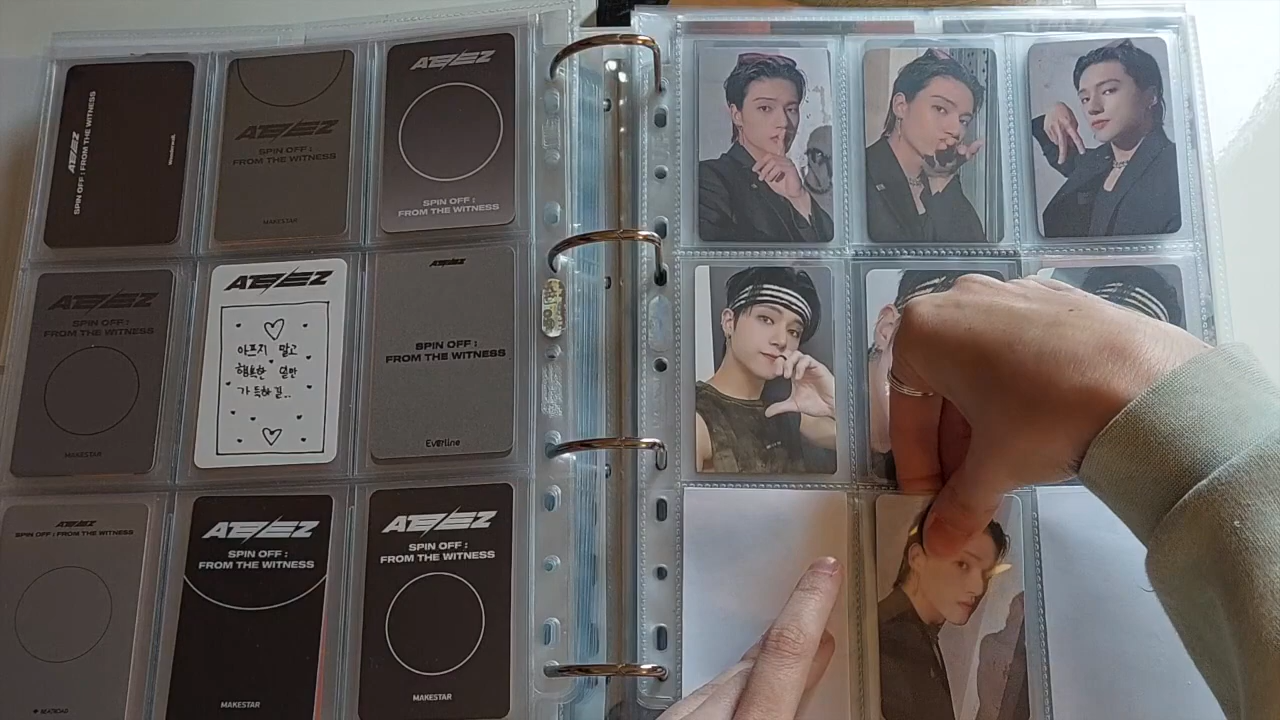 ATEEZ
SPIN OFF : FROM THE WITNESS
ATEEZ
SPIN OFF :
FROM THE WITNESS
MAKESTAR
ATEEZ
SPIN OFF :
FROM THE WITNESS
ATEEZ
SPIN OFF :
FROM THE WITNESS
MAKESTAR
ATEEZ
아프지 말고
행복한 일만
가득하길..
ATEEZ
SPIN OFF :
FROM THE WITNESS
Everline
ATEEZ
SPIN OFF : FROM THE WITNESS
ATEEZ
SPIN OFF :
FROM THE WITNESS
MAKESTAR
ATEEZ
SPIN OFF :
FROM THE WITNESS
MAKESTAR